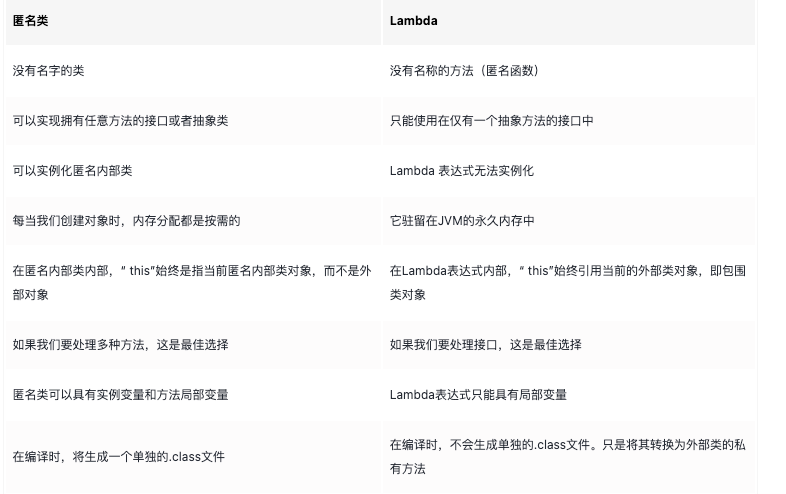 匿名类
Lambda
没有名字的类
没有名称的方法（匿名函数）
可以实现拥有任意方法的接口或者抽象类
只能使用在仅有一个抽象方法的接口中
可以实例化匿名内部类
Lambda 表达式无法实例化
每当我们创建对象时，内存分配都是按需的
它驻留在JVM的永久内存中
在匿名内部类内部，“ this”始终是指当前匿名内部类对象，而不是外
部对象
在Lambda表达式内部，“ this”始终引用当前的外部类对象，即包围
类对象
如果我们要处理多种方法，这是最佳选择
如果我们要处理接口，这是最佳选择
匿名类可以具有实例变量和方法局部变量
Lambda表达式只能具有局部变量
在编译时，将生成一个单独的.class文件
在编译时，不会生成单独的.class文件。只是将其转换为外部类的私
有方法